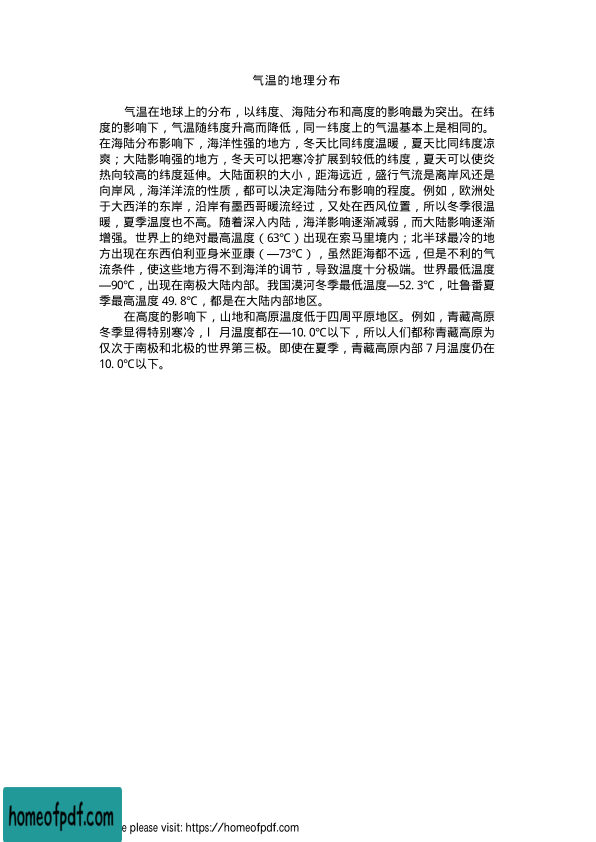 气温的地理分布
气温在地球上的分布，以纬度、海陆分布和高度的影响最为突出。在纬
度的影响下，气温随纬度升高而降低，同一纬度上的气温基本上是相同的。
在海陆分布影响下，海洋性强的地方，冬天比同纬度温暖，夏天比同纬度凉
爽；大陆影响强的地方，冬天可以把寒冷扩展到较低的纬度，夏天可以使炎
热向较高的纬度延伸。大陆面积的大小，距海远近，盛行气流是离岸风还是
向岸风，海洋洋流的性质，都可以决定海陆分布影响的程度。例如，欧洲处
于大西洋的东岸，沿岸有墨西哥暖流经过，又处在西风位置，所以冬季很温
暖，夏季温度也不高。随着深入内陆，海洋影响逐渐减弱，而大陆影响逐渐
增强。世界上的绝对最高温度（63℃）出现在索马里境内；北半球最冷的地
方出现在东西伯利亚身米亚康（—73℃），虽然距海都不远，但是不利的气
流条件，使这些地方得不到海洋的调节，导致温度十分极端。世界最低温度
—90℃，出现在南极大陆内部。我国漠河冬季最低温度—52. 3℃，吐鲁番夏
季最高温度 49. 8℃，都是在大陆内部地区。
在高度的影响下，山地和高原温度低于四周平原地区。例如，青藏高原
冬季显得特别寒冷，l 月温度都在—10. 0℃以下，所以人们都称青藏高原为
仅次于南极和北极的世界第三极。即使在夏季，青藏高原内部 7 月温度仍在
10. 0℃以下。
homeofpdf.com
please visit: https://homeofpdf.com